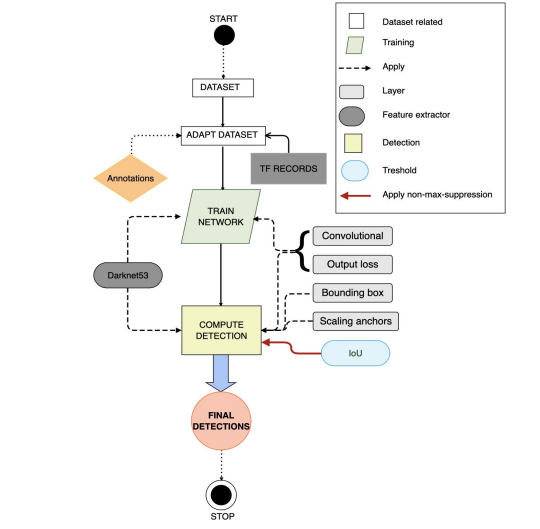 START
DATASET
ADAPT DATASET
Annotations
TF RECORDS
TRAIN
NETWORK
Darknet53
Convolutional
Output loss
Bounding box
Scaling anchors
COMPUTE
DETECTION
IoU
FINAL
DETECTIONS
STOP
Dataset related
Training
Apply
Layer
Feature extractor
Detection
Treshold
Apply non-max-suppression